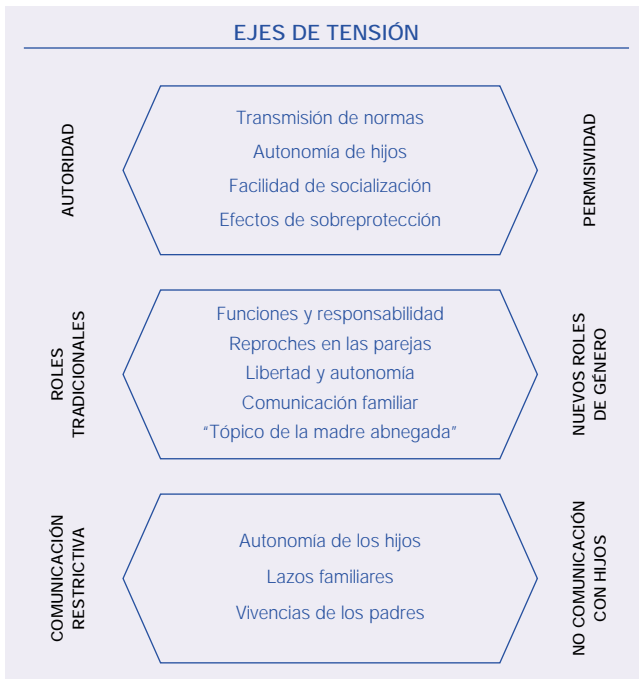 EJES DE TENSIÓN
AUTORIDAD
Transmisión de normas
Autonomía de hijos
Facilidad de socialización
Efectos de sobreprotección
PERMISIVIDAD
ROLES
TRADICIONALES
Funciones y responsabilidad
Reproches en las parejas
Libertad y autonomía
Comunicación familiar
“Tópico de la madre abnegada”
NUEVOS ROLES
DE GÉNERO
COMUNICACIÓN
RESTRICTIVA
Autonomía de los hijos
Lazos familiares
Vivencias de los padres
NO COMUNICACIÓN
CON HIJOS